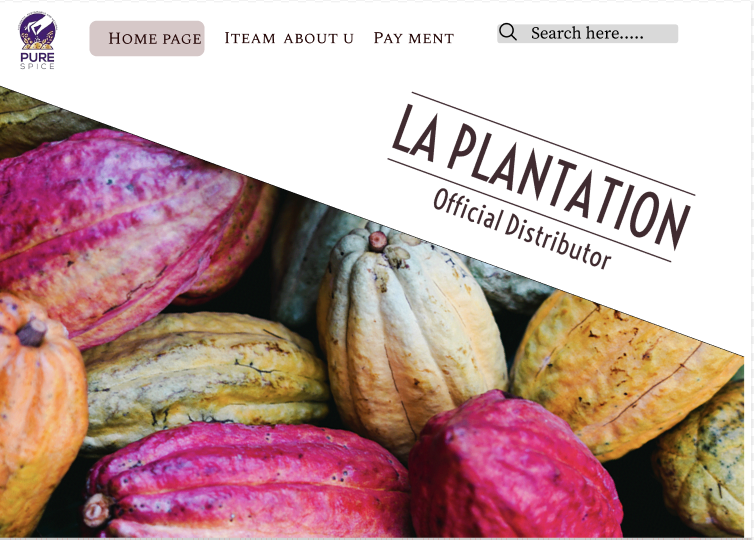 PURE
SPICE
Home page Iteam about u Pay ment Search here.....
LA PLANTATION
Official Distributor